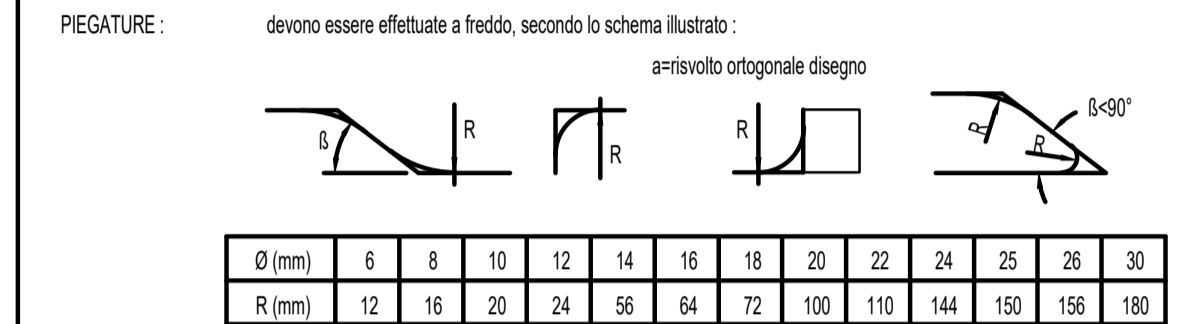 PIEGATURE : devono essere effettuate a freddo, secondo lo schema illustrato :
a=risvolto ortogonale disegno
ß R R R R R ß<90°
Ø (mm) 6 8 10 12 14 16 18 20 22 24 25 26 30
R (mm) 12 16 20 24 56 64 72 100 110 144 150 156 180